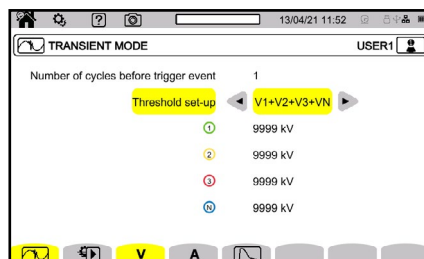 ?
13/04/21 11:52
TRANSIENT MODE
USER1
Number of cycles before trigger event 1
Threshold set-up V1+V2+V3+VN
1 9999 kV
2 9999 kV
3 9999 kV
N 9999 kV
V A